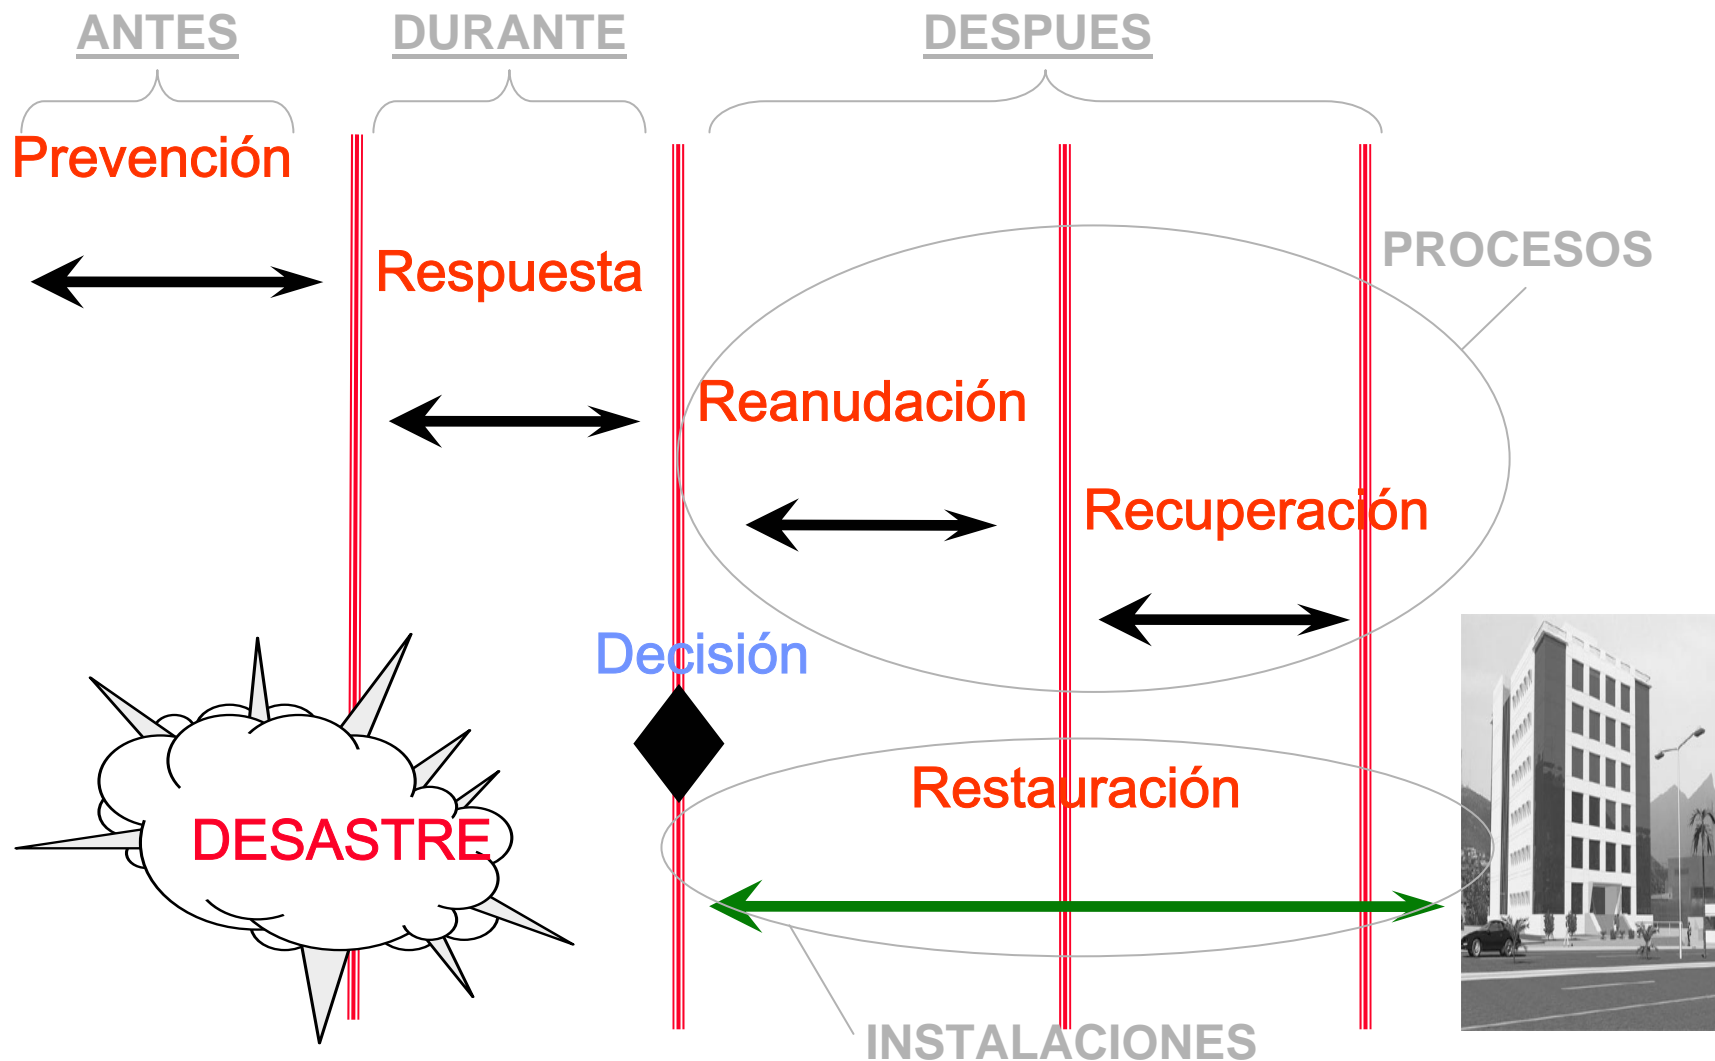 ANTES
DURANTE
DESPUES
Prevención
PROCESOS
Respuesta
Reanudación
Recuperación
Decisión
Restauración
DESASTRE
INSTALACIONES